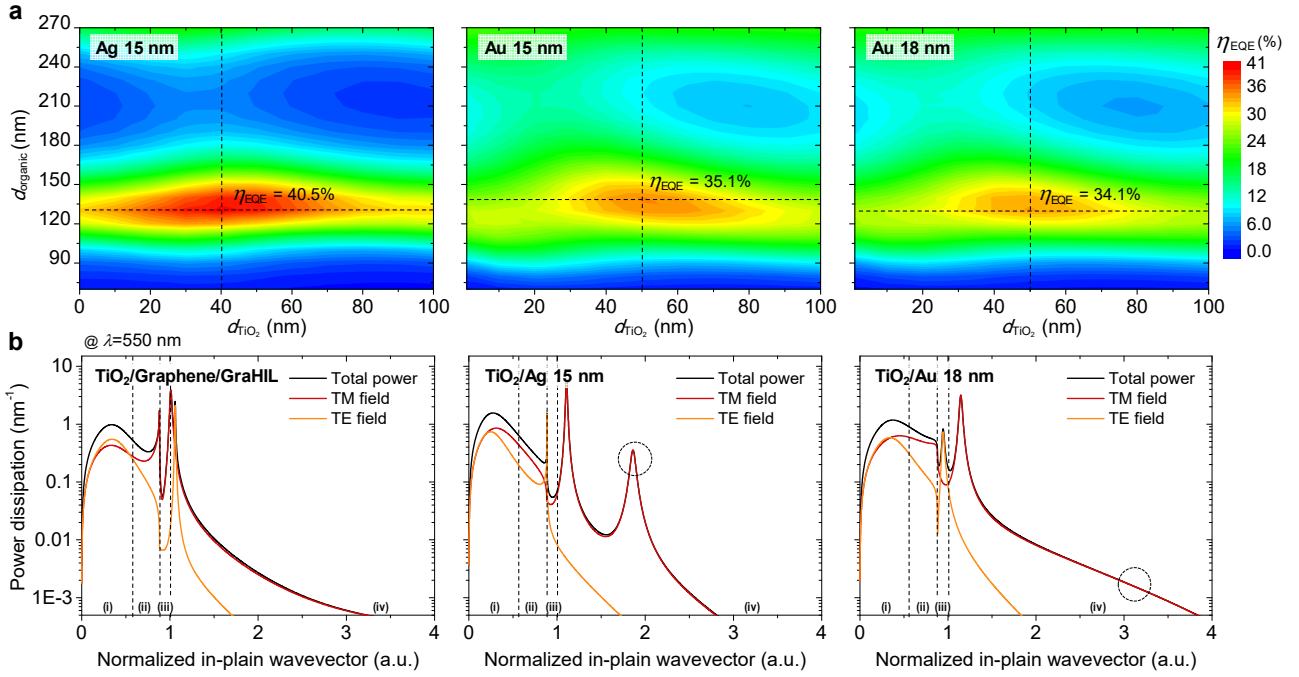 a
Ag 15 nm
Au 15 nm
Au 18 nm
ηEQE (%)
270
240
210
180
150
120
90
dorganic (nm)
ηEQE = 40.5%
ηEQE = 35.1%
ηEQE = 34.1%
41
36
30
24
18
12
6.0
0.0
0 20 40 60 80 100
20 40 60 80 100
20 40 60 80 100
dTiO2 (nm)
dTiO2 (nm)
dTiO2 (nm)
b
@ λ=550 nm
TiO2/Graphene/GraHIL
Total power
TM field
TE field
TiO2/Ag 15 nm
Total power
TM field
TE field
TiO2/Au 18 nm
Total power
TM field
TE field
10
1
0.1
0.01
1E-3
Power dissipation (nm-1)
(i) (ii) (iii) (iv)
(i) (ii) (iii) (iv)
(i) (ii) (iii) (iv)
0 1 2 3 4
0 1 2 3 4
0 1 2 3 4
Normalized in-plain wavevector (a.u.)
Normalized in-plain wavevector (a.u.)
Normalized in-plain wavevector (a.u.)